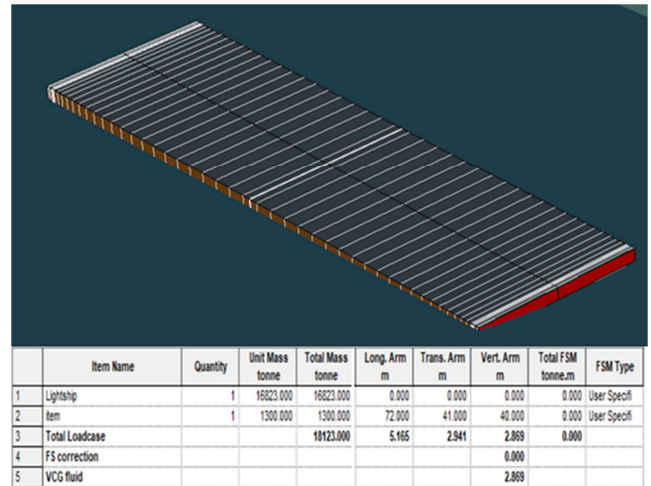 Item Name Quantity Unit Mass tonne Total Mass tonne Long. Arm m Trans. Arm m Vert. Arm m Total FSM tonne.m FSM Type
1 Lightship 1 16823.000 16823.000 0.000 0.000 0.000 0.000 User Specifi
2 item 1 1300.000 1300.000 72.000 41.000 40.000 0.000 User Specifi
3 Total Loadcase 18123.000 5.165 2.941 2.869 0.000
4 FS correction 0.000
5 VCG fluid 2.869